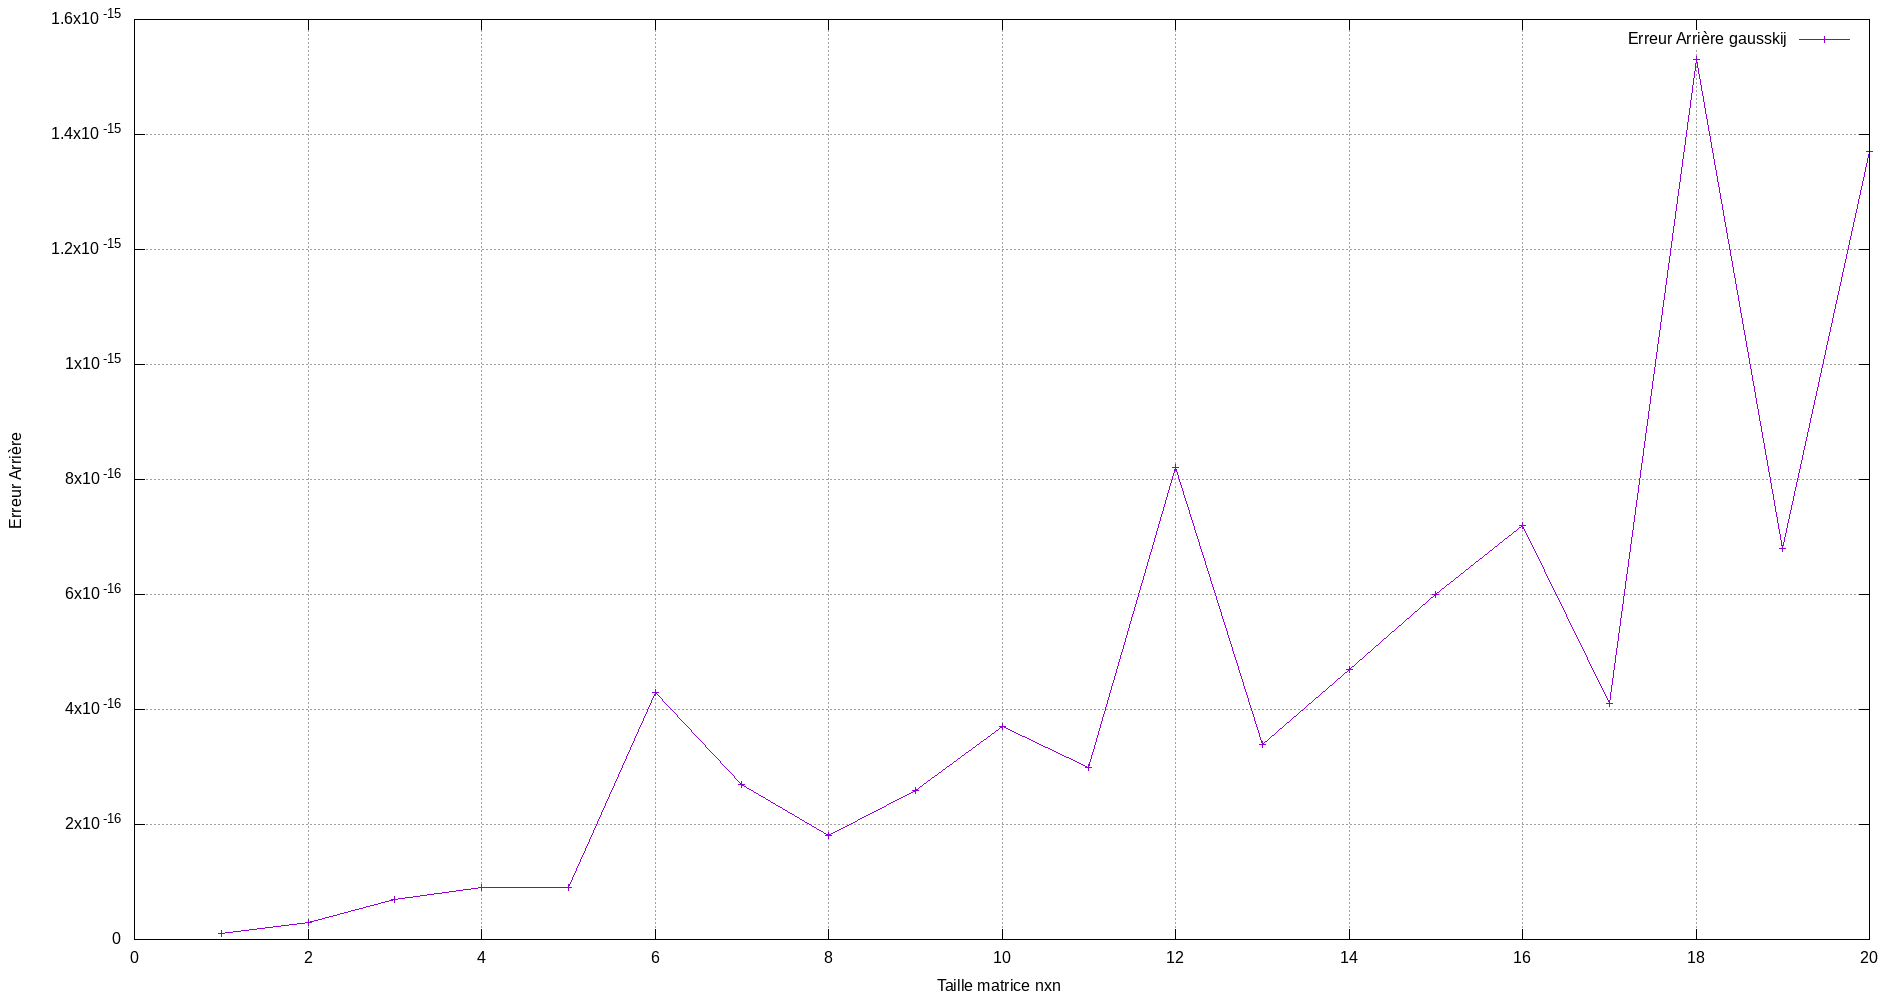 1.6x10 -15
Erreur Arrière gausskij
1.4x10 -15
1.2x10 -15
1x10 -15
8x10 -16
6x10 -16
4x10 -16
2x10 -16
0
Erreur Arrière
0 2 4 6 8 10 12 14 16 18 20
Taille matrice nxn